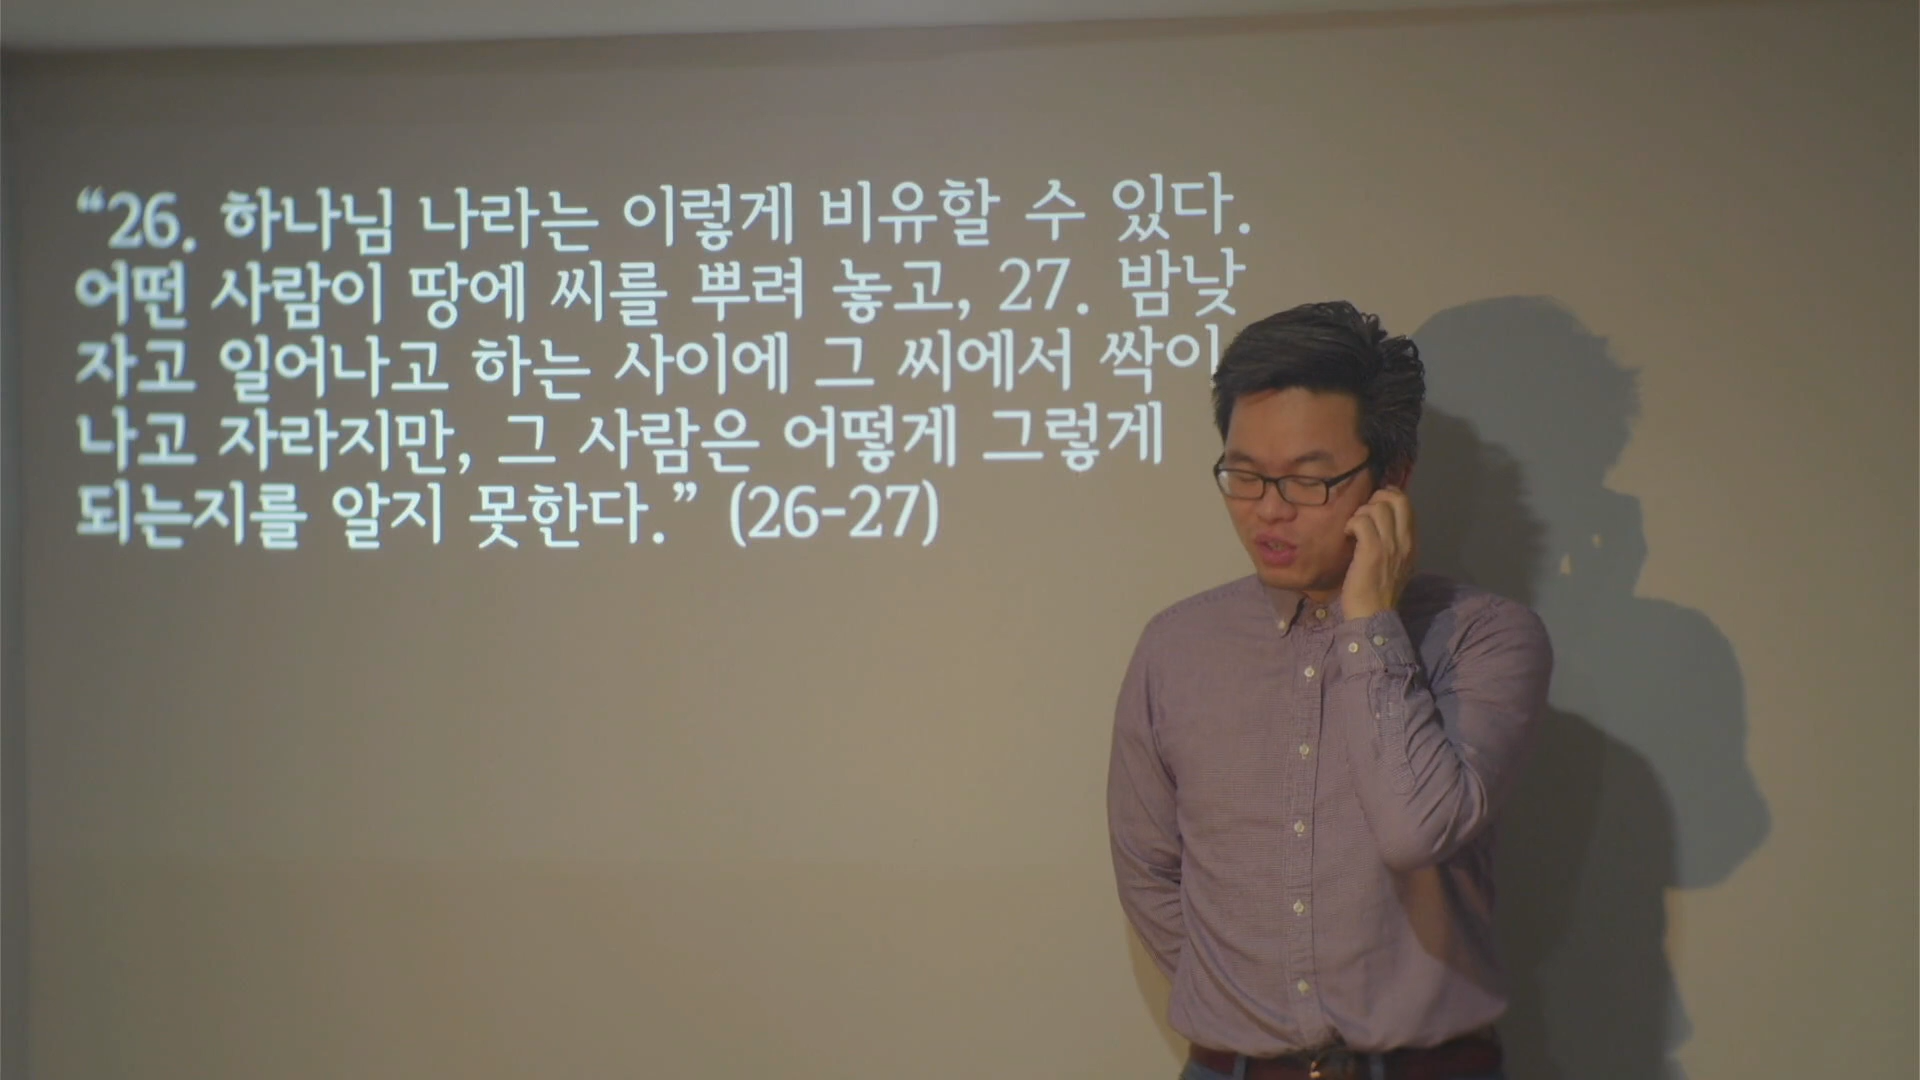 “26. 하나님 나라는 이렇게 비유할 수 있다.
어떤 사람이 땅에 씨를 뿌려 놓고, 27. 밤낮
자고 일어나고 하는 사이에 그 씨에서 싹이
나고 자라지만, 그 사람은 어떻게 그렇게
되는지를 알지 못한다.” (26-27)